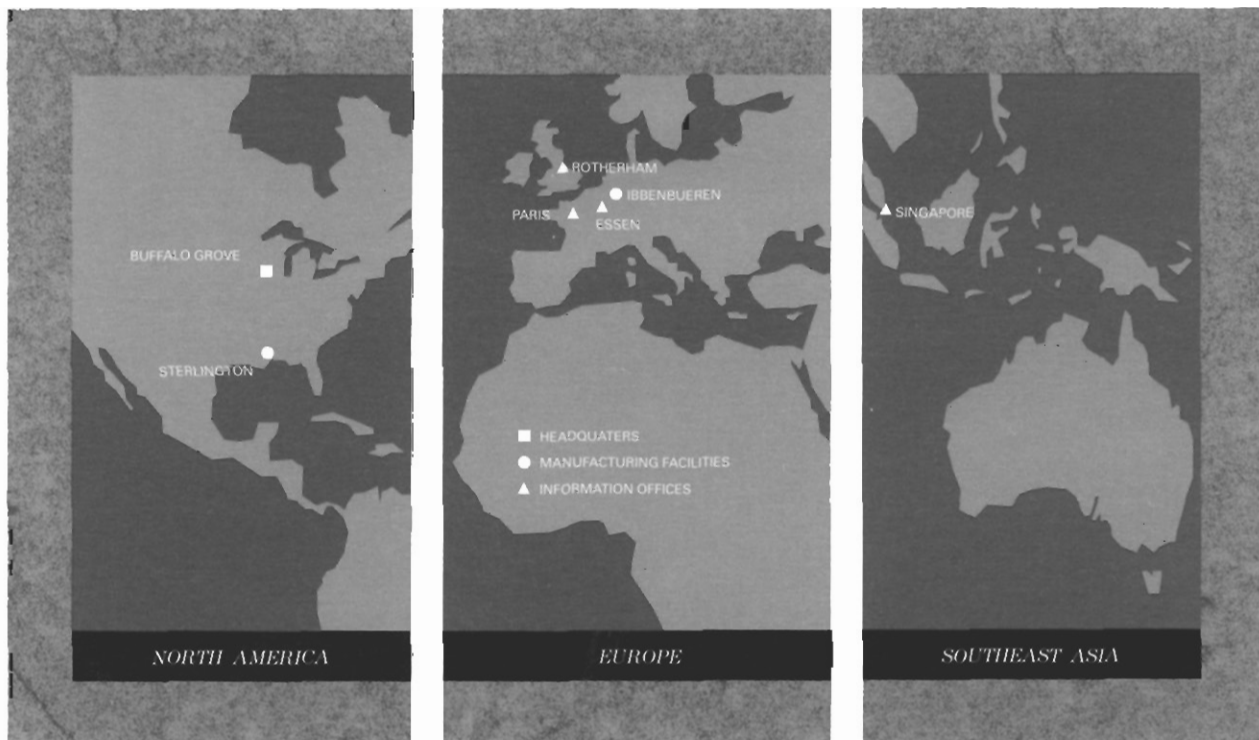 BUFFALO GROVE
STERLINGTON
NORTH AMERICA
ROTHERHAM
IBBENBUEREN
PARIS
ESSEN
HEADQUATERS
MANUFACTURING FACILITIES
INFORMATION OFFICES
EUROPE
SINGAPORE
SOUTHEAST ASIA